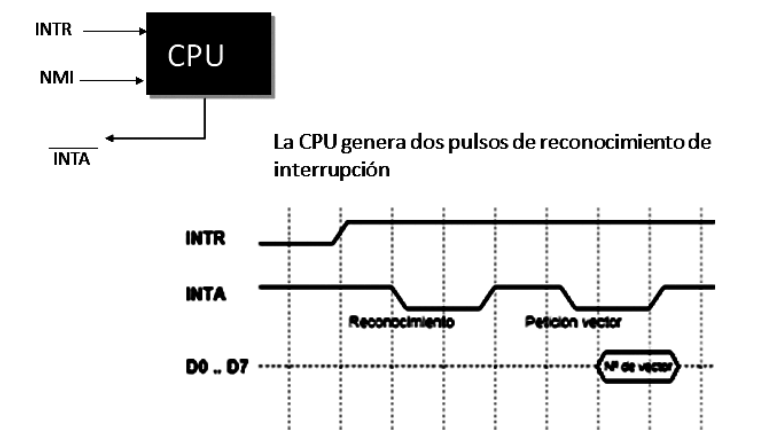 INTR
CPU
NMI
INTA
La CPU genera dos pulsos de reconocimiento de
interrupción
INTR
INTA
Reconocimiento
Petición vector
D0 .. D7
Nº de vector